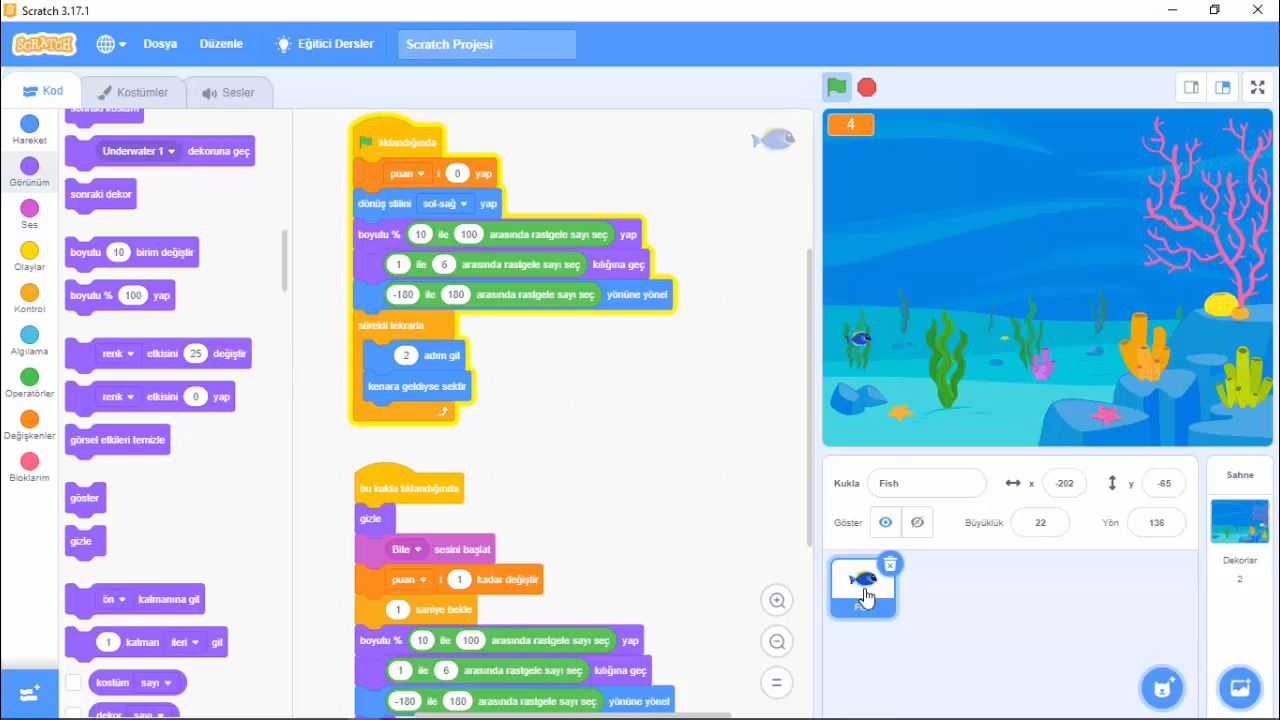 Scratch 3.17.1
SCRATCH Dosya Düzenle Eğitici Dersler Scratch Projesi
Kod Kostümler Sesler
Hareket
Görünüm
Ses
Olaylar
Kontrol
Algılama
Operatörler
Değişkenler
Bloklarım
sonraki kostüm
Underwater 1 dekoruna geç
sonraki dekor
boyutu 10 birim değiştir
boyutu % 100 yap
renk etkisini 25 değiştir
renk etkisini 0 yap
görsel etkileri temizle
göster
gizle
ön katmanına git
1 katman ileri git
kostüm sayı
dekor sayı
tıklandığında
puan i 0 yap
dönüş stilini sol-sağ yap
boyutu % 10 ile 100 arasında rastgele sayı seç yap
1 ile 6 arasında rastgele sayı seç kılığına geç
-180 ile 180 arasında rastgele sayı seç yönüne yönel
sürekli tekrarla
2 adım git
kenara geldiyse sektir
bu kukla tıklandığında
gizle
Bite sesini başlat
puan i 1 kadar değiştir
1 saniye bekle
boyutu % 10 ile 100 arasında rastgele sayı seç yap
1 ile 6 arasında rastgele sayı seç kılığına geç
-180 ile 180 arasında rastgele sayı seç yönüne yönel
4
Kukla Fish x -202 y -65
Göster Büyüklük 22 Yön 136
Sahne
Dekorlar
2